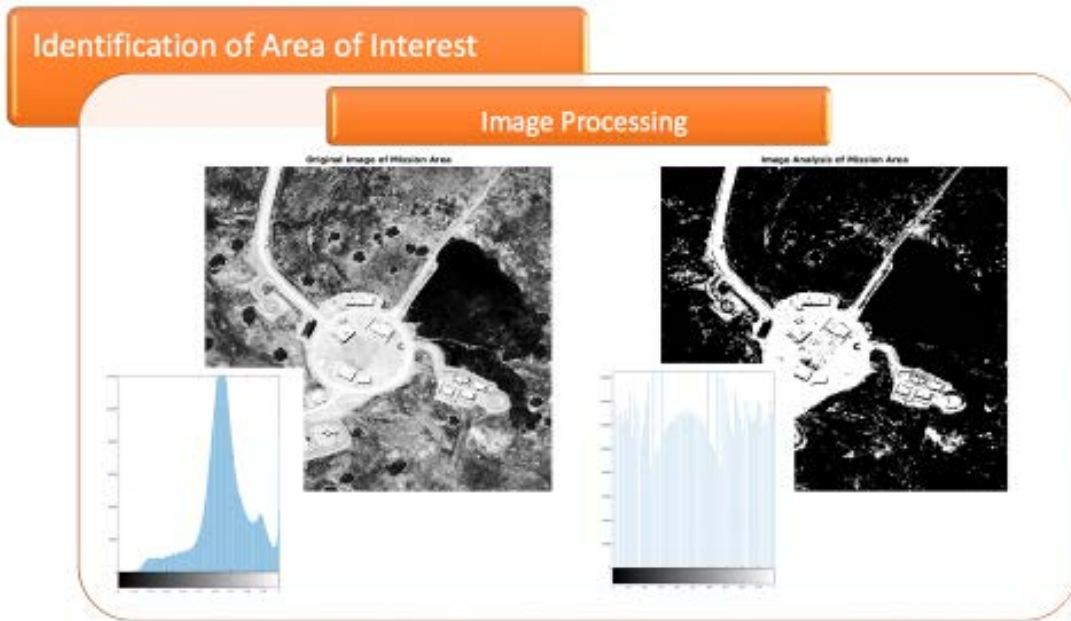 Identification of Area of Interest
Image Processing
Original Image of Mission Area
Image Analysis of Mission Area